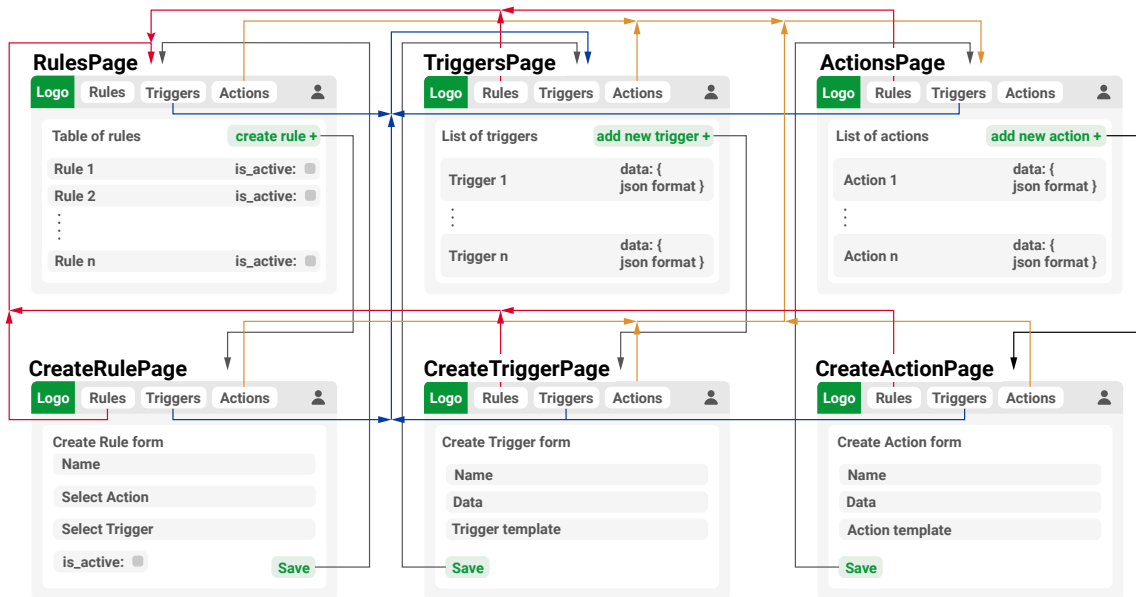 RulesPage
Logo Rules Triggers Actions
Table of rules create rule +
Rule 1 is_active:
Rule 2 is_active:
Rule n is_active:
TriggersPage
Logo Rules Triggers Actions
List of triggers add new trigger +
Trigger 1 data: {
json format }
Trigger n data: {
json format }
ActionsPage
Logo Rules Triggers Actions
List of actions add new action +
Action 1 data: {
json format }
Action n data: {
json format }
CreateRulePage
Logo Rules Triggers Actions
Create Rule form
Name
Select Action
Select Trigger
is_active:
Save
CreateTriggerPage
Logo Rules Triggers Actions
Create Trigger form
Name
Data
Trigger template
Save
CreateActionPage
Logo Rules Triggers Actions
Create Action form
Name
Data
Action template
Save